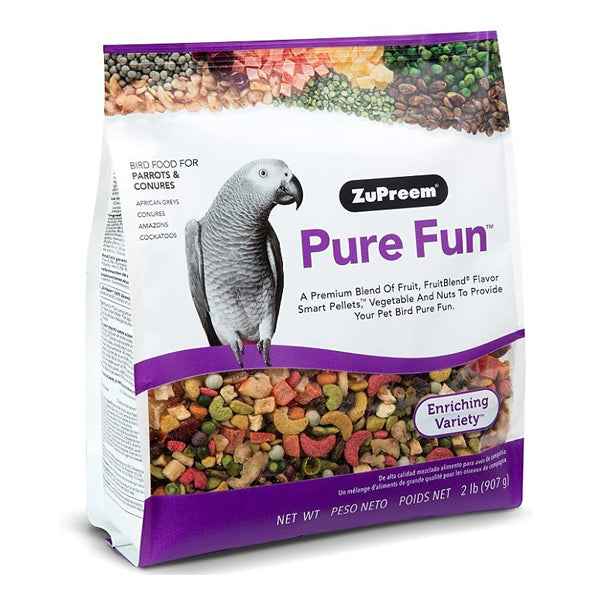 BIRD FOOD FOR
PARROTS &
CONURES
AFRICAN GREYS
CONURES
AMAZONS
COCKATOOS
ZuPreem®
Pure Fun™
A Premium Blend Of Fruit, FruitBlend® Flavor
Smart Pellets,™ Vegetable And Nuts To Provide
Your Pet Bird Pure Fun.
Enriching
Variety™
De alta calidad mezclado alimento para aves de compañía
Un mélange d'aliments de grande qualité pour les oiseaux de compagnie
NET WT PESO NETO POIDS NET 2 lb (907 g)